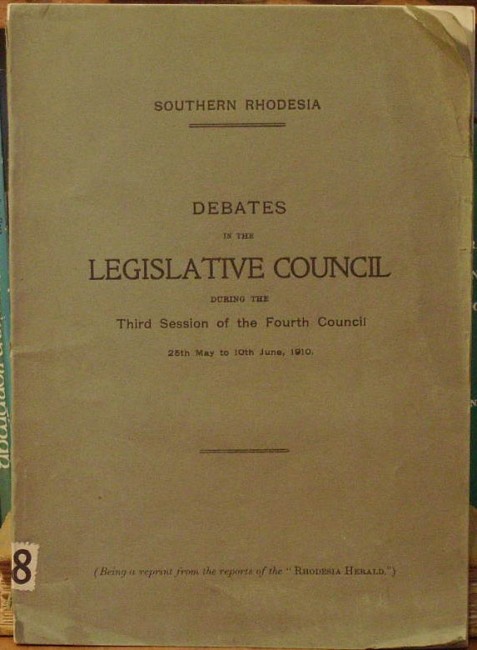 SOUTHERN RHODESIA
DEBATES
IN THE
LEGISLATIVE COUNCIL
DURING THE
Third Session of the Fourth Council
25th May to 10th June, 1910.
8
(Being a reprint from the reports of the "RHODESIA HERALD.")